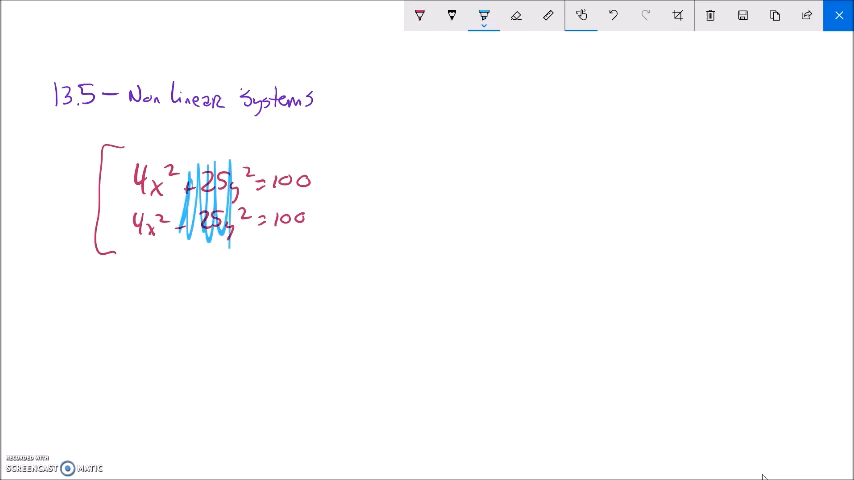 13.5 - Non linear systems
4x² + 25y² = 100
4x² - 25y² = 100
RECORDED WITH
SCREENCAST MATIC